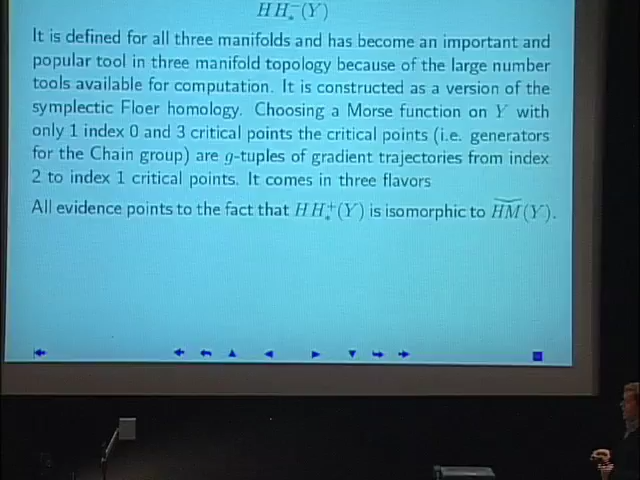 HH⁻_*(Y)
It is defined for all three manifolds and has become an important and
popular tool in three manifold topology because of the large number
tools available for computation. It is constructed as a version of the
symplectic Floer homology. Choosing a Morse function on Y with
only 1 index 0 and 3 critical points the critical points (i.e. generators
for the Chain group) are g-tuples of gradient trajectories from index
2 to index 1 critical points. It comes in three flavors
All evidence points to the fact that HH⁺_*(Y) is isomorphic to \widecheck{HM}(Y).